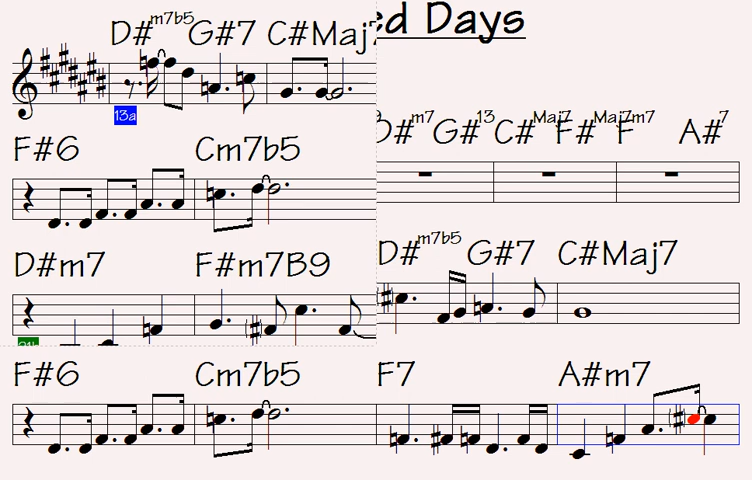 ed Days
D#m7b5 G#7 C#Maj7
13a
D#m7 G#13 C#Maj7 F#Maj7 Fm7 A#7
F#6 Cm7b5
D#m7b5 G#7 C#Maj7
D#m7 F#m7B9
F#6 Cm7b5 F7 A#m7